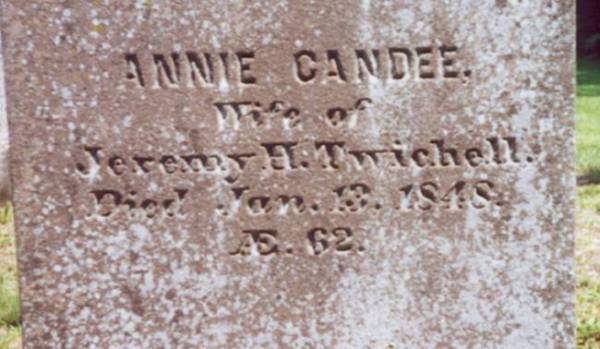 ANNIE CANDEE.
Wife of
Jeremy H. Twichell.
Died Jan. 13. 1848.
Æ. 62.